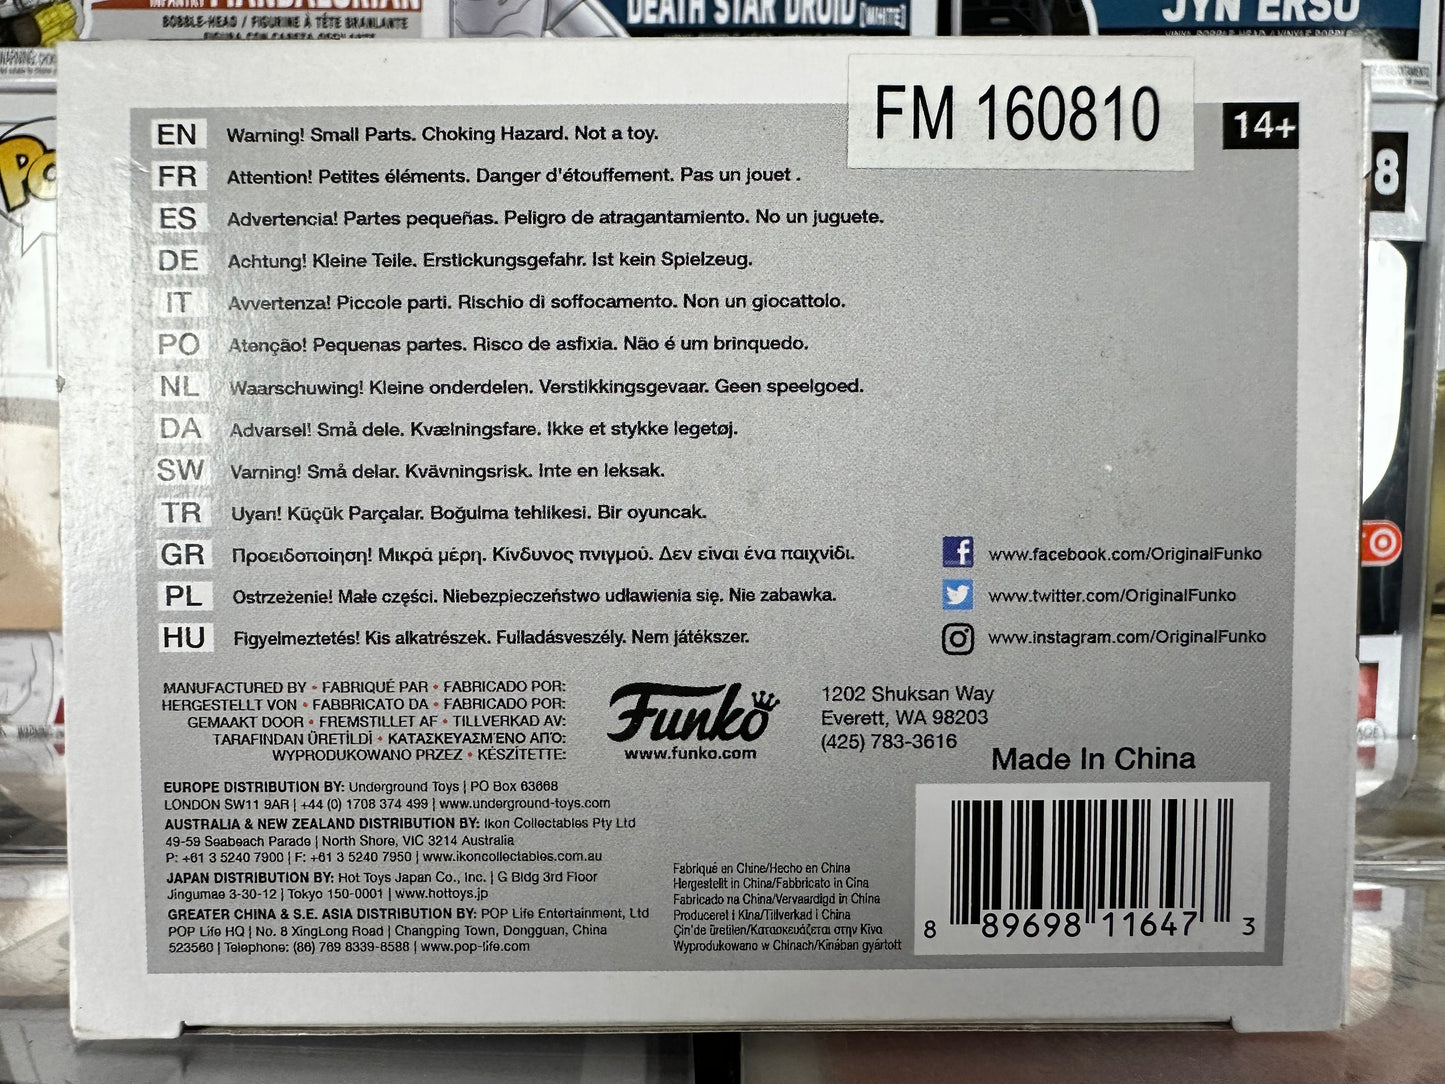 MANDALORIAN
BOBBLE-HEAD / FIGURINE À TÊTE BRANLANTE
DEATH STAR DROID [WHITE]
JYN ERSO
FM 160810
14+
8
EN Warning! Small Parts. Choking Hazard. Not a toy.
FR Attention! Petites éléments. Danger d'étouffement. Pas un jouet .
ES Advertencia! Partes pequeñas. Peligro de atragantamiento. No un juguete.
DE Achtung! Kleine Teile. Erstickungsgefahr. Ist kein Spielzeug.
IT Avvertenza! Piccole parti. Rischio di soffocamento. Non un giocattolo.
PO Atenção! Pequenas partes. Risco de asfixia. Não é um brinquedo.
NL Waarschuwing! Kleine onderdelen. Verstikkingsgevaar. Geen speelgoed.
DA Advarsel! Små dele. Kvælningsfare. Ikke et stykke legetøj.
SW Varning! Små delar. Kvävningsrisk. Inte en leksak.
TR Uyarı! Küçük Parçalar. Boğulma tehlikesi. Bir oyuncak.
GR Προειδοποίηση! Μικρά μέρη. Κίνδυνος πνιγμού. Δεν είναι ένα παιχνίδι.
PL Ostrzeżenie! Małe części. Niebezpieczeństwo udławienia się. Nie zabawka.
HU Figyelmeztetés! Kis alkatrészek. Fulladásveszély. Nem játékszer.
www.facebook.com/OriginalFunko
www.twitter.com/OriginalFunko
www.instagram.com/OriginalFunko
MANUFACTURED BY • FABRIQUÉ PAR • FABRICADO POR:
HERGESTELLT VON • FABBRICATO DA • FABRICADO POR:
GEMAAKT DOOR • FREMSTILLET AF • TILLVERKAD AV:
TARAFINDAN ÜRETİLDİ • ΚΑΤΑΣΚΕΥΑΣΜΈΝΟ ΑΠΌ:
WYPRODUKOWANO PRZEZ • KÉSZÍTETTE:
Funko
www.funko.com
1202 Shuksan Way
Everett, WA 98203
(425) 783-3616
Made In China
EUROPE DISTRIBUTION BY: Underground Toys | PO Box 63668
LONDON SW11 9AR | +44 (0) 1708 374 499 | www.underground-toys.com
AUSTRALIA & NEW ZEALAND DISTRIBUTION BY: Ikon Collectables Pty Ltd
49-59 Seabeach Parade | North Shore, VIC 3214 Australia
P: +61 3 5240 7900 | F: +61 3 5240 7950 | www.ikoncollectables.com.au
JAPAN DISTRIBUTION BY: Hot Toys Japan Co., Inc. | G Bldg 3rd Floor
Jingumae 3-30-12 | Tokyo 150-0001 | www.hottoys.jp
GREATER CHINA & S.E. ASIA DISTRIBUTION BY: POP Life Entertainment, Ltd
POP Life HQ | No. 8 XingLong Road | Changping Town, Dongguan, China
523560 | Telephone: (86) 769 8339-6588 | www.pop-life.com
Fabriqué en Chine/Hecho en China
Hergestellt in China/Fabbricato in Cina
Fabricado na China/Vervaardigd in China
Produceret i Kina/Tillverkad i China
Çin'de üretilen/Κατασκευάζεται στην Κίνα
Wyprodukowano w Chinach/Kínában gyártott
8 89698 11647 3